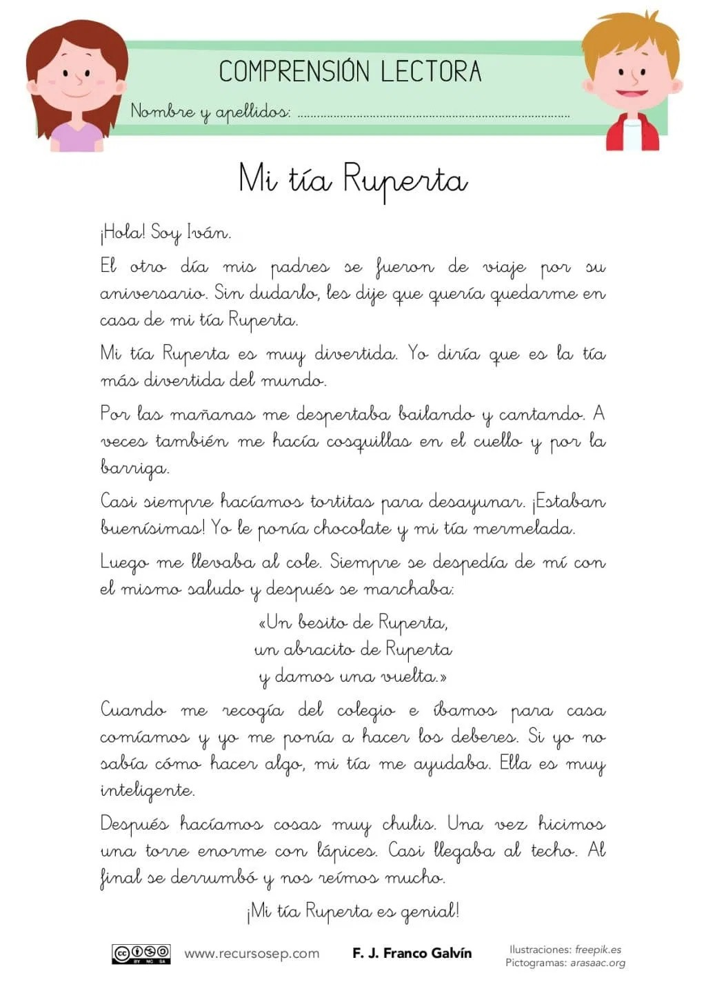 COMPRENSIÓN LECTORA
Nombre y apellidos: ........................................................................................
Mi tía Ruperta
¡Hola! Soy Iván.
El otro día mis padres se fueron de viaje por su
aniversario. Sin dudarlo, les dije que quería quedarme en
casa de mi tía Ruperta.
Mi tía Ruperta es muy divertida. Yo diría que es la tía
más divertida del mundo.
Por las mañanas me despertaba bailando y cantando. A
veces también me hacía cosquillas en el cuello y por la
barriga.
Casi siempre hacíamos tortitas para desayunar. ¡Estaban
buenísimas! Yo le ponía chocolate y mi tía mermelada.
Luego me llevaba al cole. Siempre se despedía de mí con
el mismo saludo y después se marchaba:
«Un besito de Ruperta,
un abracito de Ruperta
y damos una vuelta.»
Cuando me recogía del colegio e íbamos para casa
comíamos y yo me ponía a hacer los deberes. Si yo no
sabía cómo hacer algo, mi tía me ayudaba. Ella es muy
inteligente.
Después hacíamos cosas muy chulis. Una vez hicimos
una torre enorme con lápices. Casi llegaba al techo. Al
final se derrumbó y nos reímos mucho.
¡Mi tía Ruperta es genial!
cc BY NC SA www.recursosep.com F. J. Franco Galvín Ilustraciones: freepik.es
Pictogramas: arasaac.org